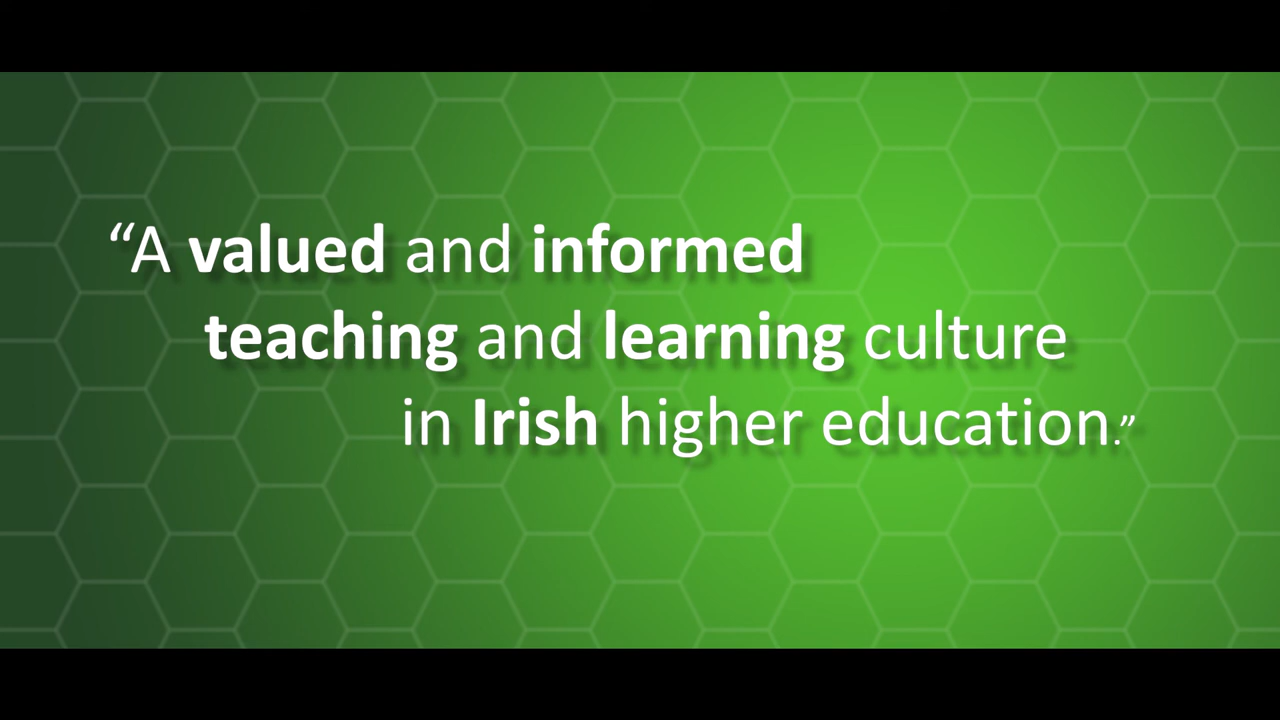 “A valued and informed
teaching and learning culture
in Irish higher education.”